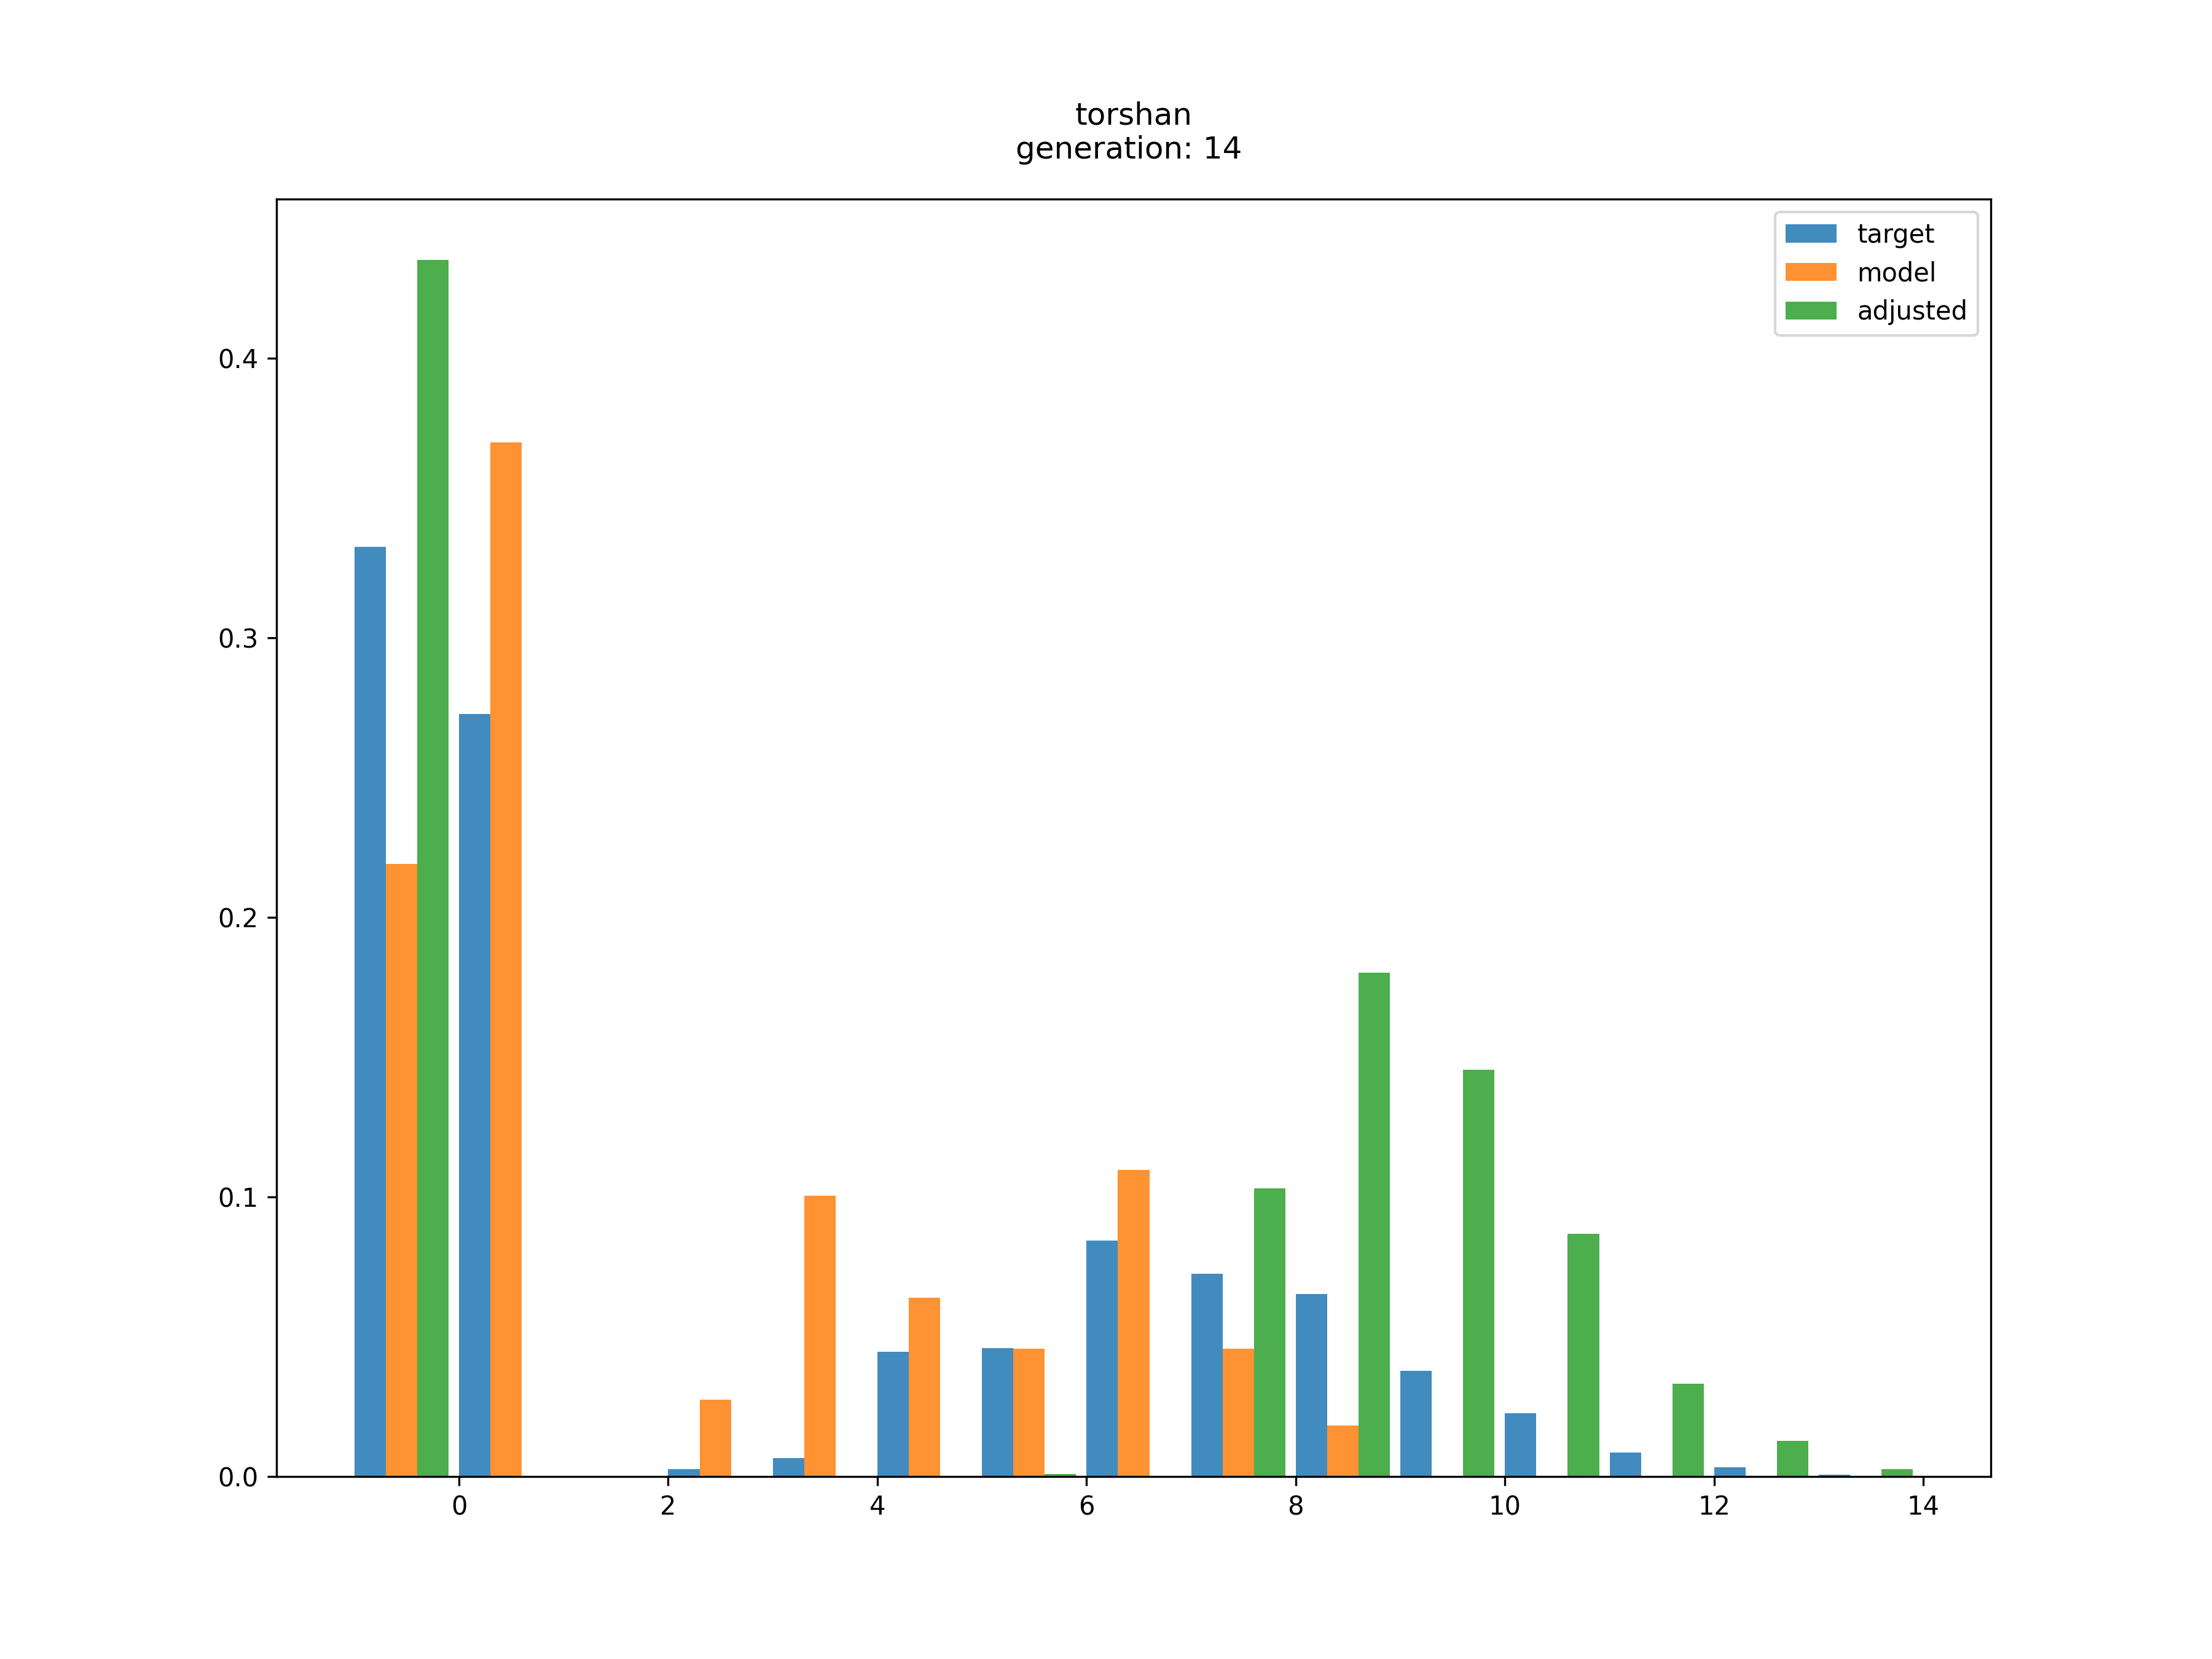 torshan
generation: 14
target
model
adjusted
0.4
0.3
0.2
0.1
0.0
0 2 4 6 8 10 12 14